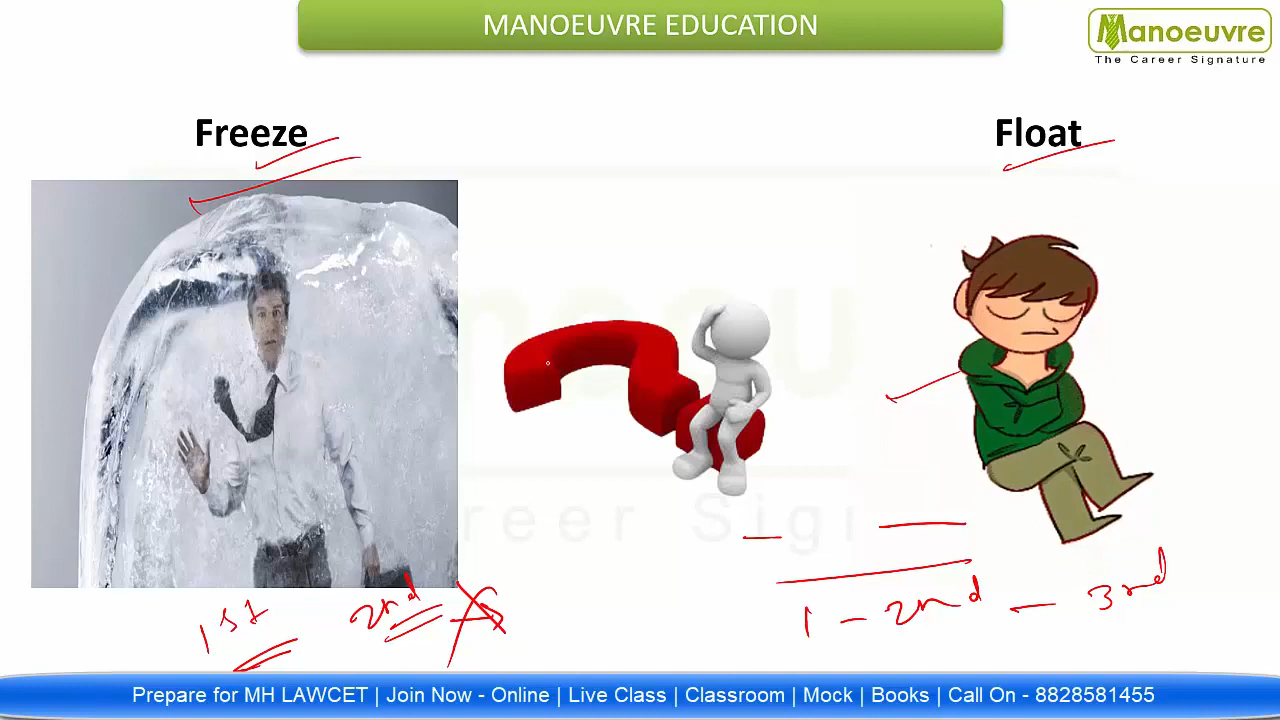 MANOEUVRE EDUCATION
Manoeuvre
The Career Signature
Freeze
Float
1st 2nd
1 - 2nd - 3rd
Prepare for MH LAWCET | Join Now - Online | Live Class | Classroom | Mock | Books | Call On - 8828581455